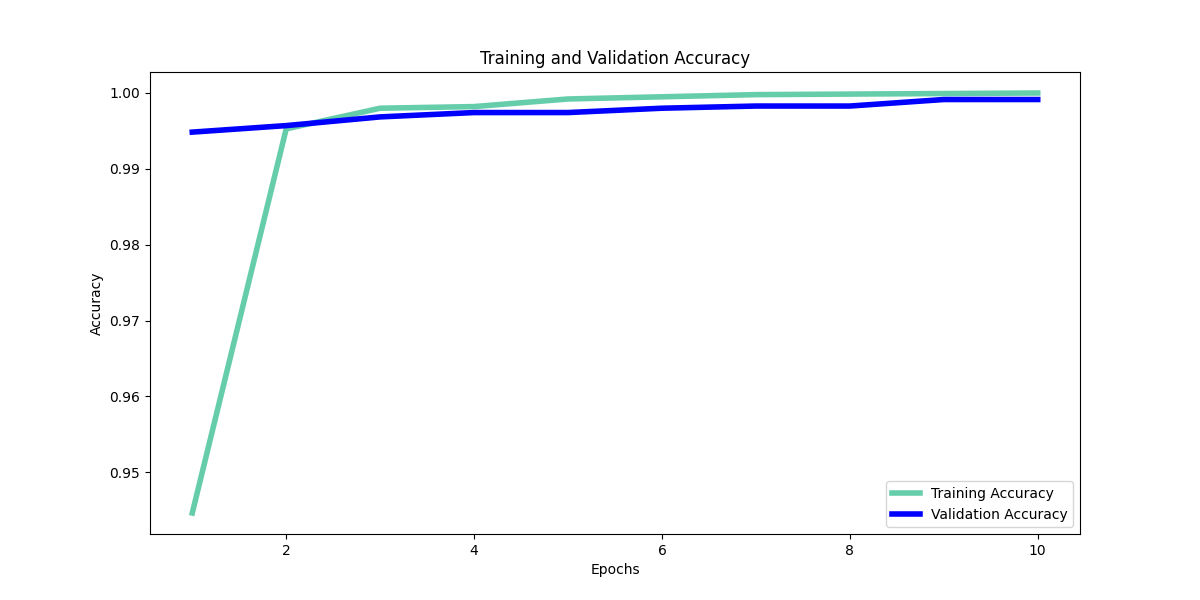 Training and Validation Accuracy
1.00
0.99
0.98
0.97
0.96
0.95
Accuracy
2 4 6 8 10
Epochs
Training Accuracy
Validation Accuracy